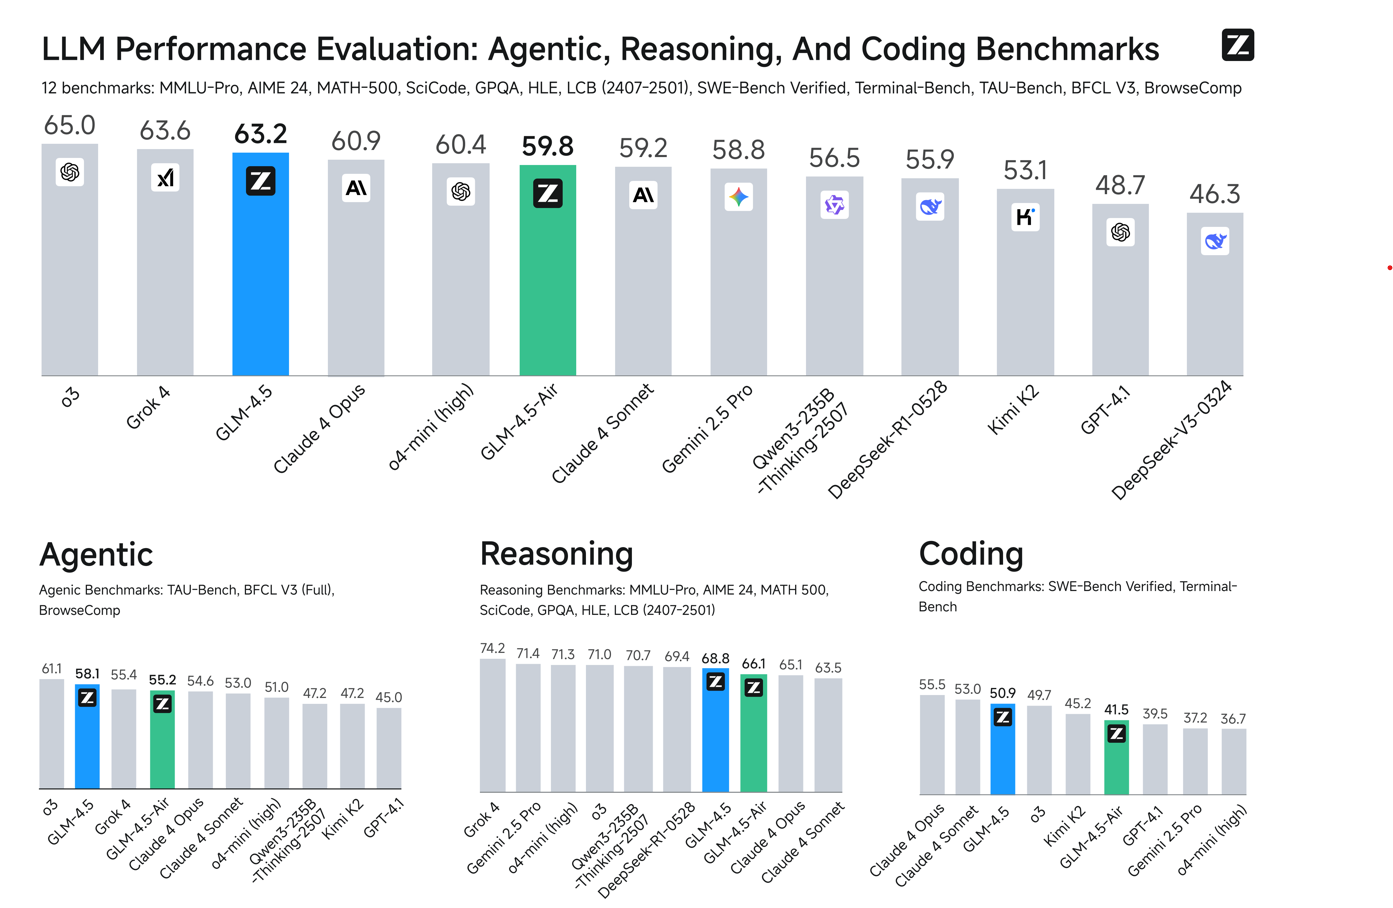 LLM Performance Evaluation: Agentic, Reasoning, And Coding Benchmarks
12 benchmarks: MMLU-Pro, AIME 24, MATH-500, SciCode, GPQA, HLE, LCB (2407-2501), SWE-Bench Verified, Terminal-Bench, TAU-Bench, BFCL V3, BrowseComp
65.0 63.6 63.2 60.9 60.4 59.8 59.2 58.8 56.5 55.9 53.1 48.7 46.3
o3
Grok 4
GLM-4.5
Claude 4 Opus
o4-mini (high)
GLM-4.5-Air
Claude 4 Sonnet
Gemini 2.5 Pro
Qwen3-235B
-Thinking-2507
DeepSeek-R1-0528
Kimi K2
GPT-4.1
DeepSeek-V3-0324
Agentic
Agenic Benchmarks: TAU-Bench, BFCL V3 (Full),
BrowseComp
61.1 58.1 55.4 55.2 54.6 53.0 51.0 47.2 47.2 45.0
o3
GLM-4.5
Grok 4
GLM-4.5-Air
Claude 4 Opus
Claude 4 Sonnet
o4-mini (high)
Qwen3-235B
-Thinking-2507
Kimi K2
GPT-4.1
Reasoning
Reasoning Benchmarks: MMLU-Pro, AIME 24, MATH 500,
SciCode, GPQA, HLE, LCB (2407-2501)
74.2 71.4 71.3 71.0 70.7 69.4 68.8 66.1 65.1 63.5
Grok 4
Gemini 2.5 Pro
o4-mini (high)
o3
Qwen3-235B
-Thinking-2507
DeepSeek-R1-0528
GLM-4.5
GLM-4.5-Air
Claude 4 Opus
Claude 4 Sonnet
Coding
Coding Benchmarks: SWE-Bench Verified, Terminal-
Bench
55.5 53.0 50.9 49.7 45.2 41.5 39.5 37.2 36.7
Claude 4 Opus
Claude 4 Sonnet
GLM-4.5
o3
Kimi K2
GLM-4.5-Air
GPT-4.1
Gemini 2.5 Pro
o4-mini (high)